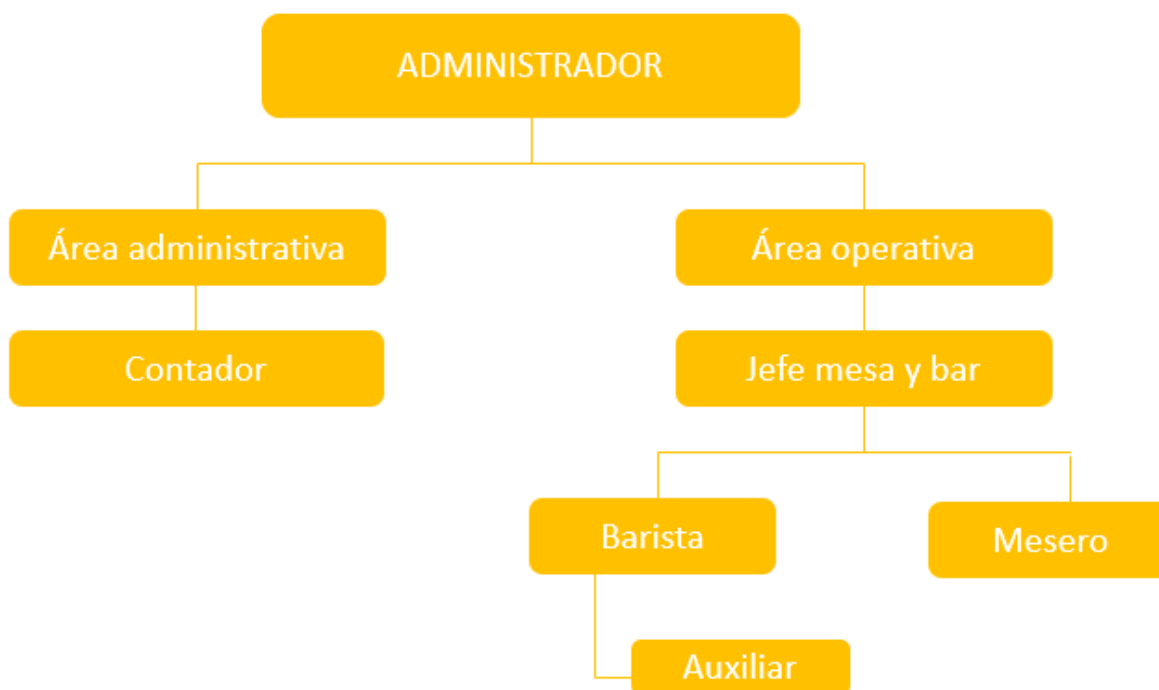 ADMINISTRADOR
Área administrativa
Área operativa
Contador
Jefe mesa y bar
Barista
Mesero
Auxiliar